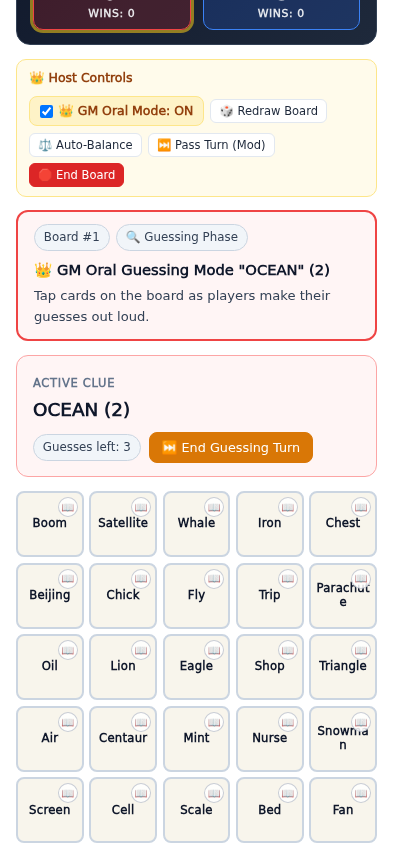 WINS: 0
WINS: 0
👑 Host Controls
👑 GM Oral Mode: ON
🎲 Redraw Board
⚖️ Auto-Balance
⏩ Pass Turn (Mod)
🛑 End Board
Board #1
🔍 Guessing Phase
👑 GM Oral Guessing Mode "OCEAN" (2)
Tap cards on the board as players make their
guesses out loud.
ACTIVE CLUE
OCEAN (2)
Guesses left: 3
⏩ End Guessing Turn
Boom
Satellite
Whale
Iron
Chest
Beijing
Chick
Fly
Trip
Parachut
e
Oil
Lion
Eagle
Shop
Triangle
Air
Centaur
Mint
Nurse
Snowma
n
Screen
Cell
Scale
Bed
Fan